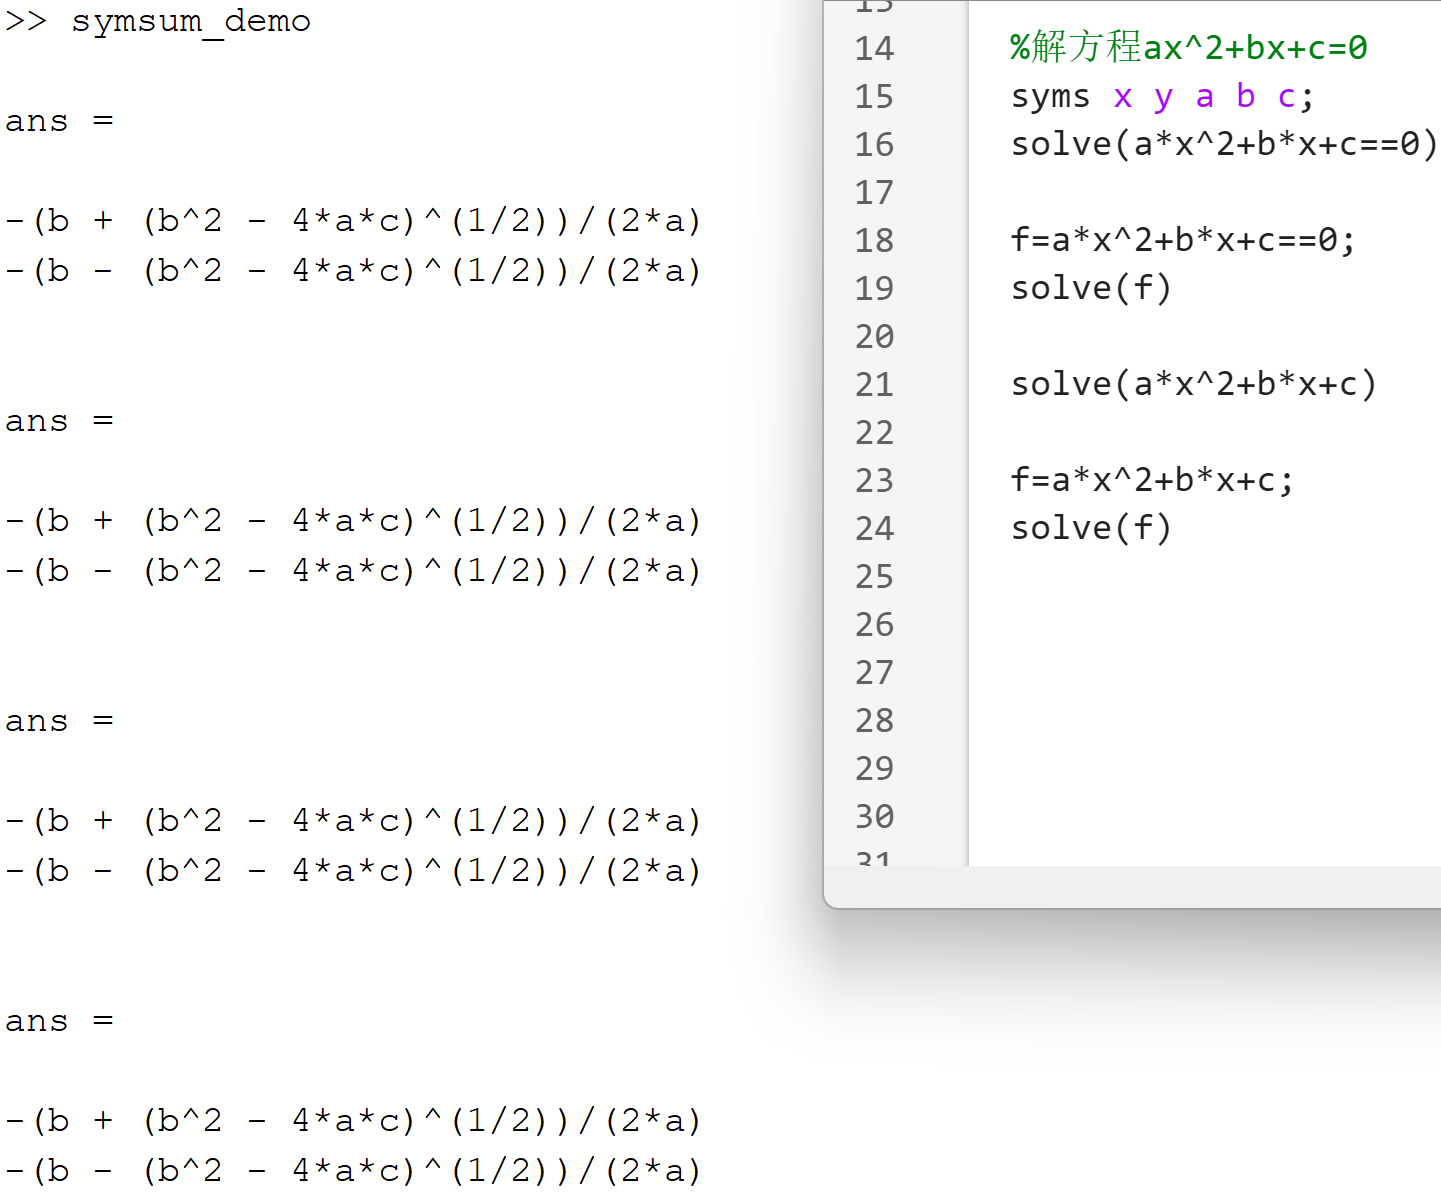 >> symsum_demo
ans =
-(b + (b^2 - 4*a*c)^(1/2))/(2*a)
-(b - (b^2 - 4*a*c)^(1/2))/(2*a)
ans =
-(b + (b^2 - 4*a*c)^(1/2))/(2*a)
-(b - (b^2 - 4*a*c)^(1/2))/(2*a)
ans =
-(b + (b^2 - 4*a*c)^(1/2))/(2*a)
-(b - (b^2 - 4*a*c)^(1/2))/(2*a)
ans =
-(b + (b^2 - 4*a*c)^(1/2))/(2*a)
-(b - (b^2 - 4*a*c)^(1/2))/(2*a)
13
14 %解方程ax^2+bx+c=0
15 syms x y a b c;
16 solve(a*x^2+b*x+c==0)
17
18 f=a*x^2+b*x+c==0;
19 solve(f)
20
21 solve(a*x^2+b*x+c)
22
23 f=a*x^2+b*x+c;
24 solve(f)
25
26
27
28
29
30
31